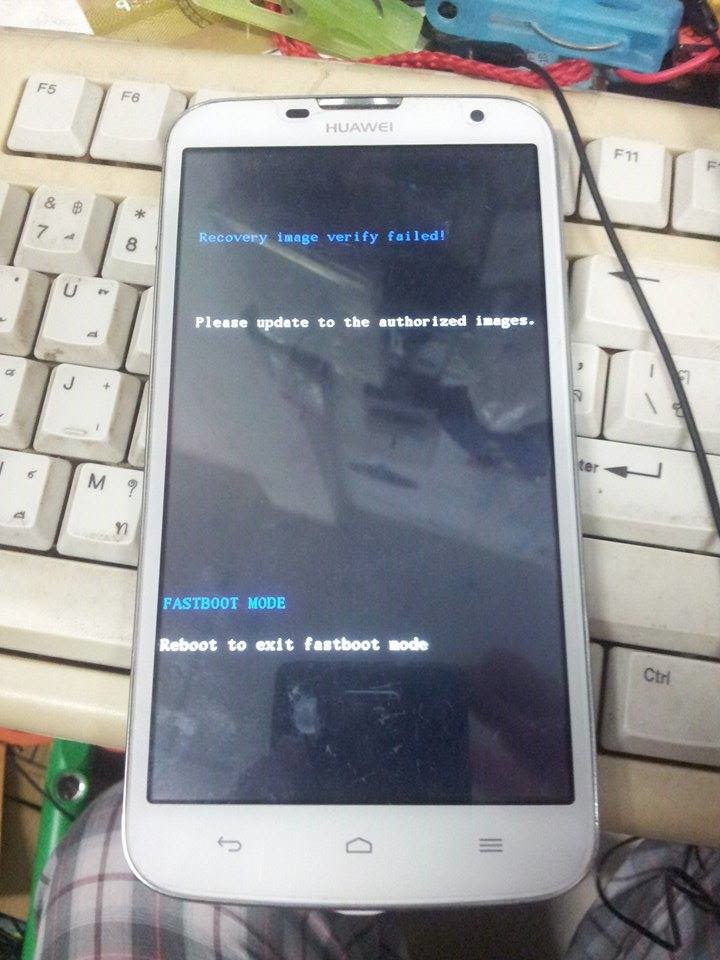 F5
F6
HUAWEI
F11
F
& ฿
7
*
8
Recovery image verify failed!
U
Please update to the authorized images.
J
M
ท
FASTBOOT MODE
Reboot to exit fastboot mode
Ctrl